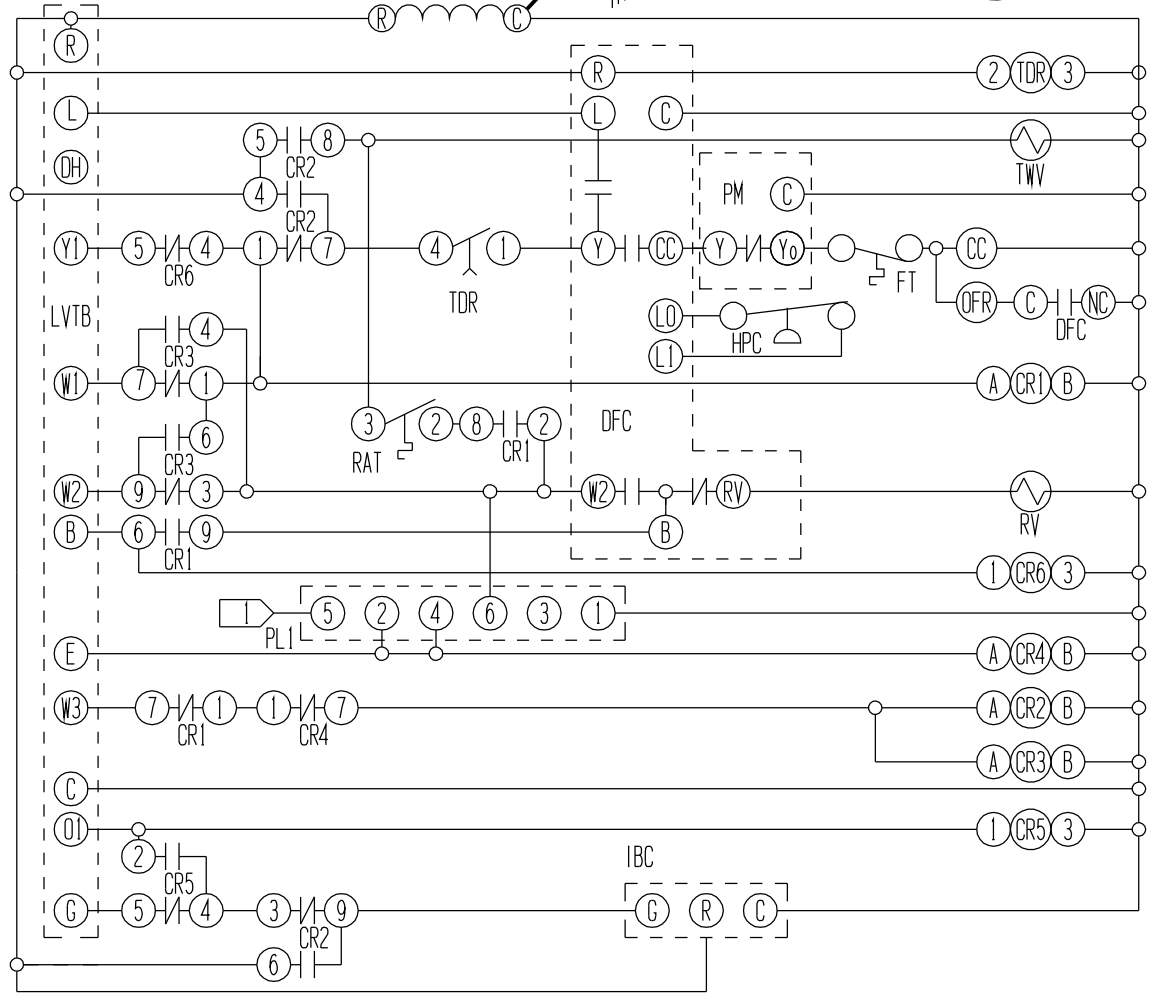 R C
R
R 2 TDR 3
L L C
5 8
CR2 TWV
DH
4 PM C
CR2
Y1 5 4 1 7 4 1 Y CC Y Yo CC
CR6 TDR FT
OFR C NC
DFC
LVTB
4 LO
CR3 HPC
L1
W1 7 1 A CR1 B
3 2 8 2 DFC
6 CR1
CR3 RAT
W2 9 3 W2 RV
RV
B 6 9 B
CR1
1 CR6 3
1 5 2 4 6 3 1
PL1
E A CR4 B
W3 7 1 1 7 A CR2 B
CR1 CR4
A CR3 B
C
O1 1 CR5 3
2 IBC
CR5
G 5 4 3 9 G R C
CR2
6